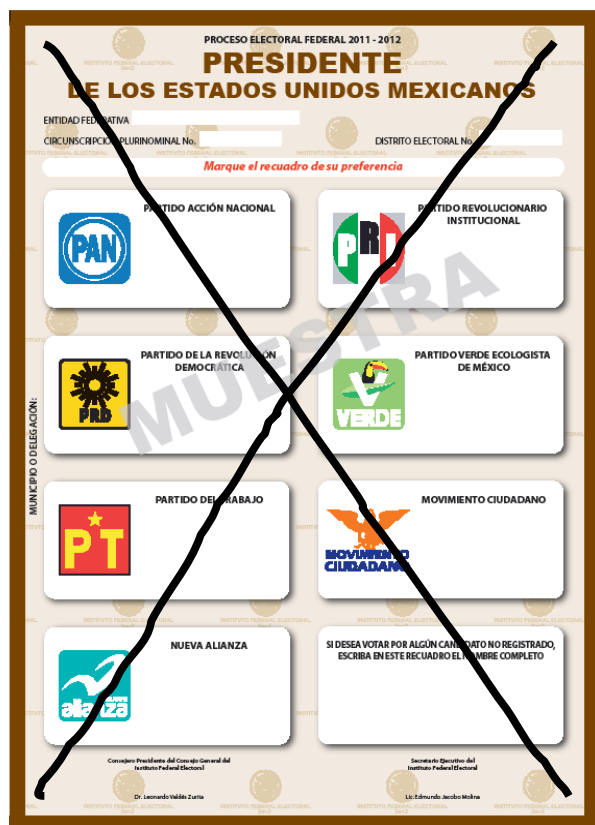 PROCESO ELECTORAL FEDERAL 2011 - 2012
PRESIDENTE
DE LOS ESTADOS UNIDOS MEXICANOS
ENTIDAD FEDERATIVA
CIRCUNSCRIPCIÓN PLURINOMINAL No.
DISTRITO ELECTORAL No.
Marque el recuadro de su preferencia
MUNICIPIO O DELEGACIÓN:
PARTIDO ACCIÓN NACIONAL
PAN
PARTIDO REVOLUCIONARIO
INSTITUCIONAL
PRI
MUESTRA
PARTIDO DE LA REVOLUCIÓN
DEMOCRÁTICA
PRD
PARTIDO VERDE ECOLOGISTA
DE MÉXICO
VERDE
PARTIDO DEL TRABAJO
PT
MOVIMIENTO CIUDADANO
MOVIMIENTO
CIUDADANO
NUEVA ALIANZA
alianza
SI DESEA VOTAR POR ALGÚN CANDIDATO NO REGISTRADO,
ESCRIBA EN ESTE RECUADRO EL NOMBRE COMPLETO
Consejero Presidente del Consejo General del
Instituto Federal Electoral
Dr. Leonardo Valdés Zurita
Secretario Ejecutivo del
Instituto Federal Electoral
Lic. Edmundo Jacobo Molina
INSTITUTO FEDERAL ELECTORAL